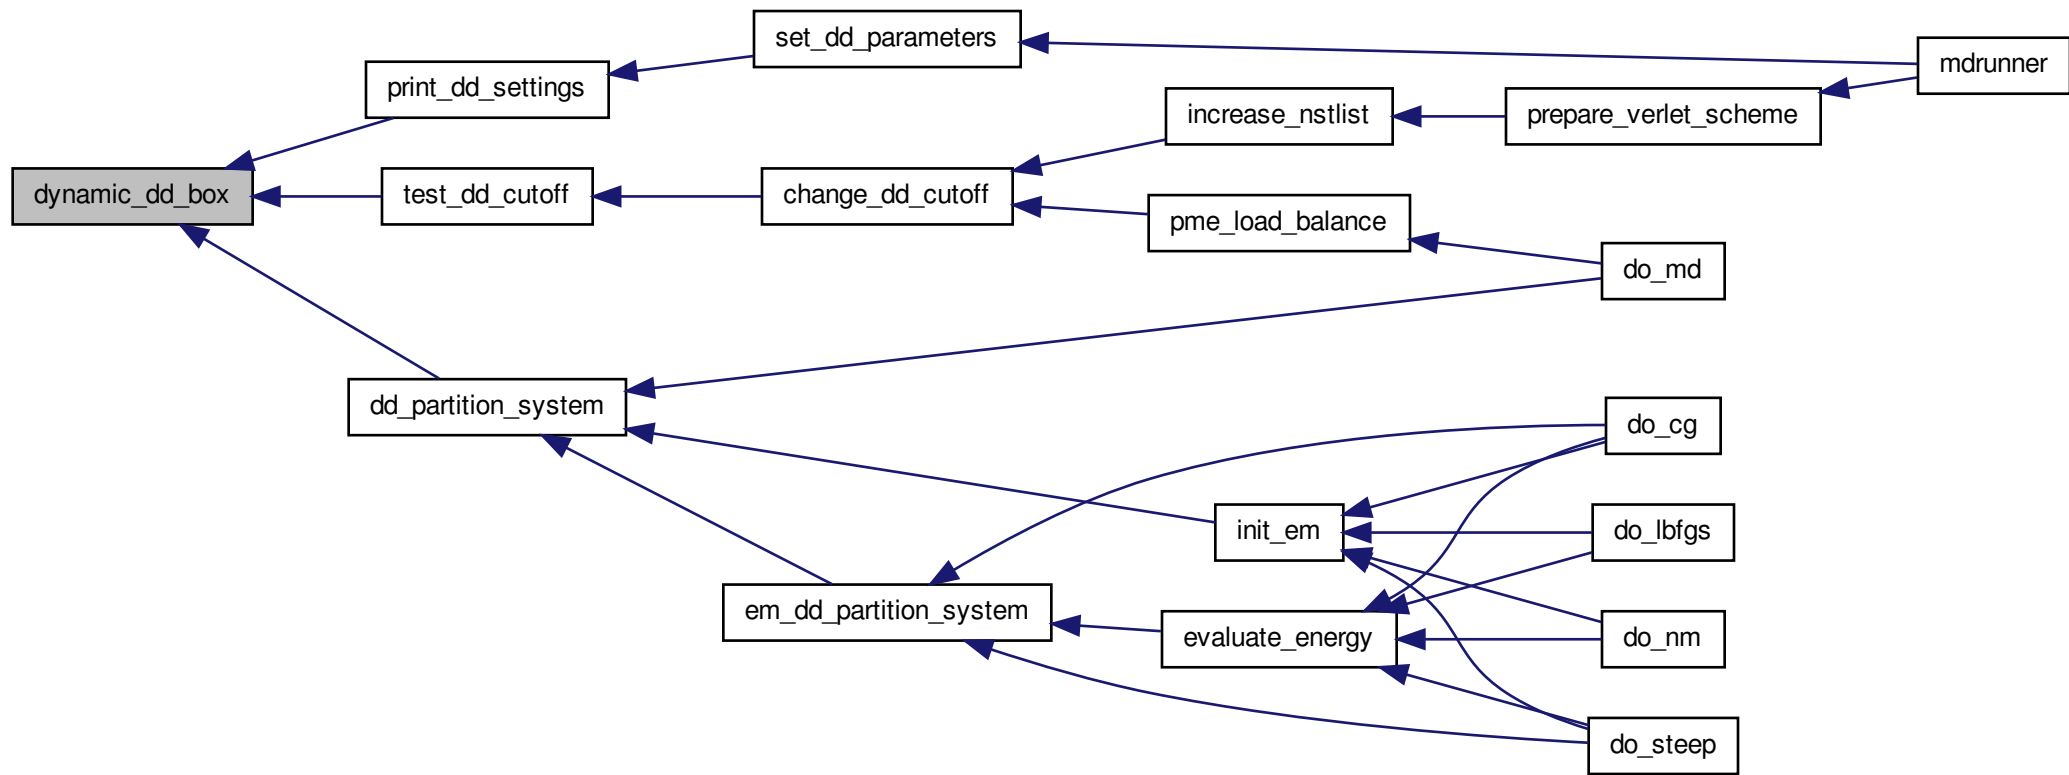 set_dd_parameters
mdrunner
print_dd_settings
increase_nstlist
prepare_verlet_scheme
dynamic_dd_box
test_dd_cutoff
change_dd_cutoff
pme_load_balance
do_md
dd_partition_system
do_cg
init_em
do_lbfgs
em_dd_partition_system
evaluate_energy
do_nm
do_steep